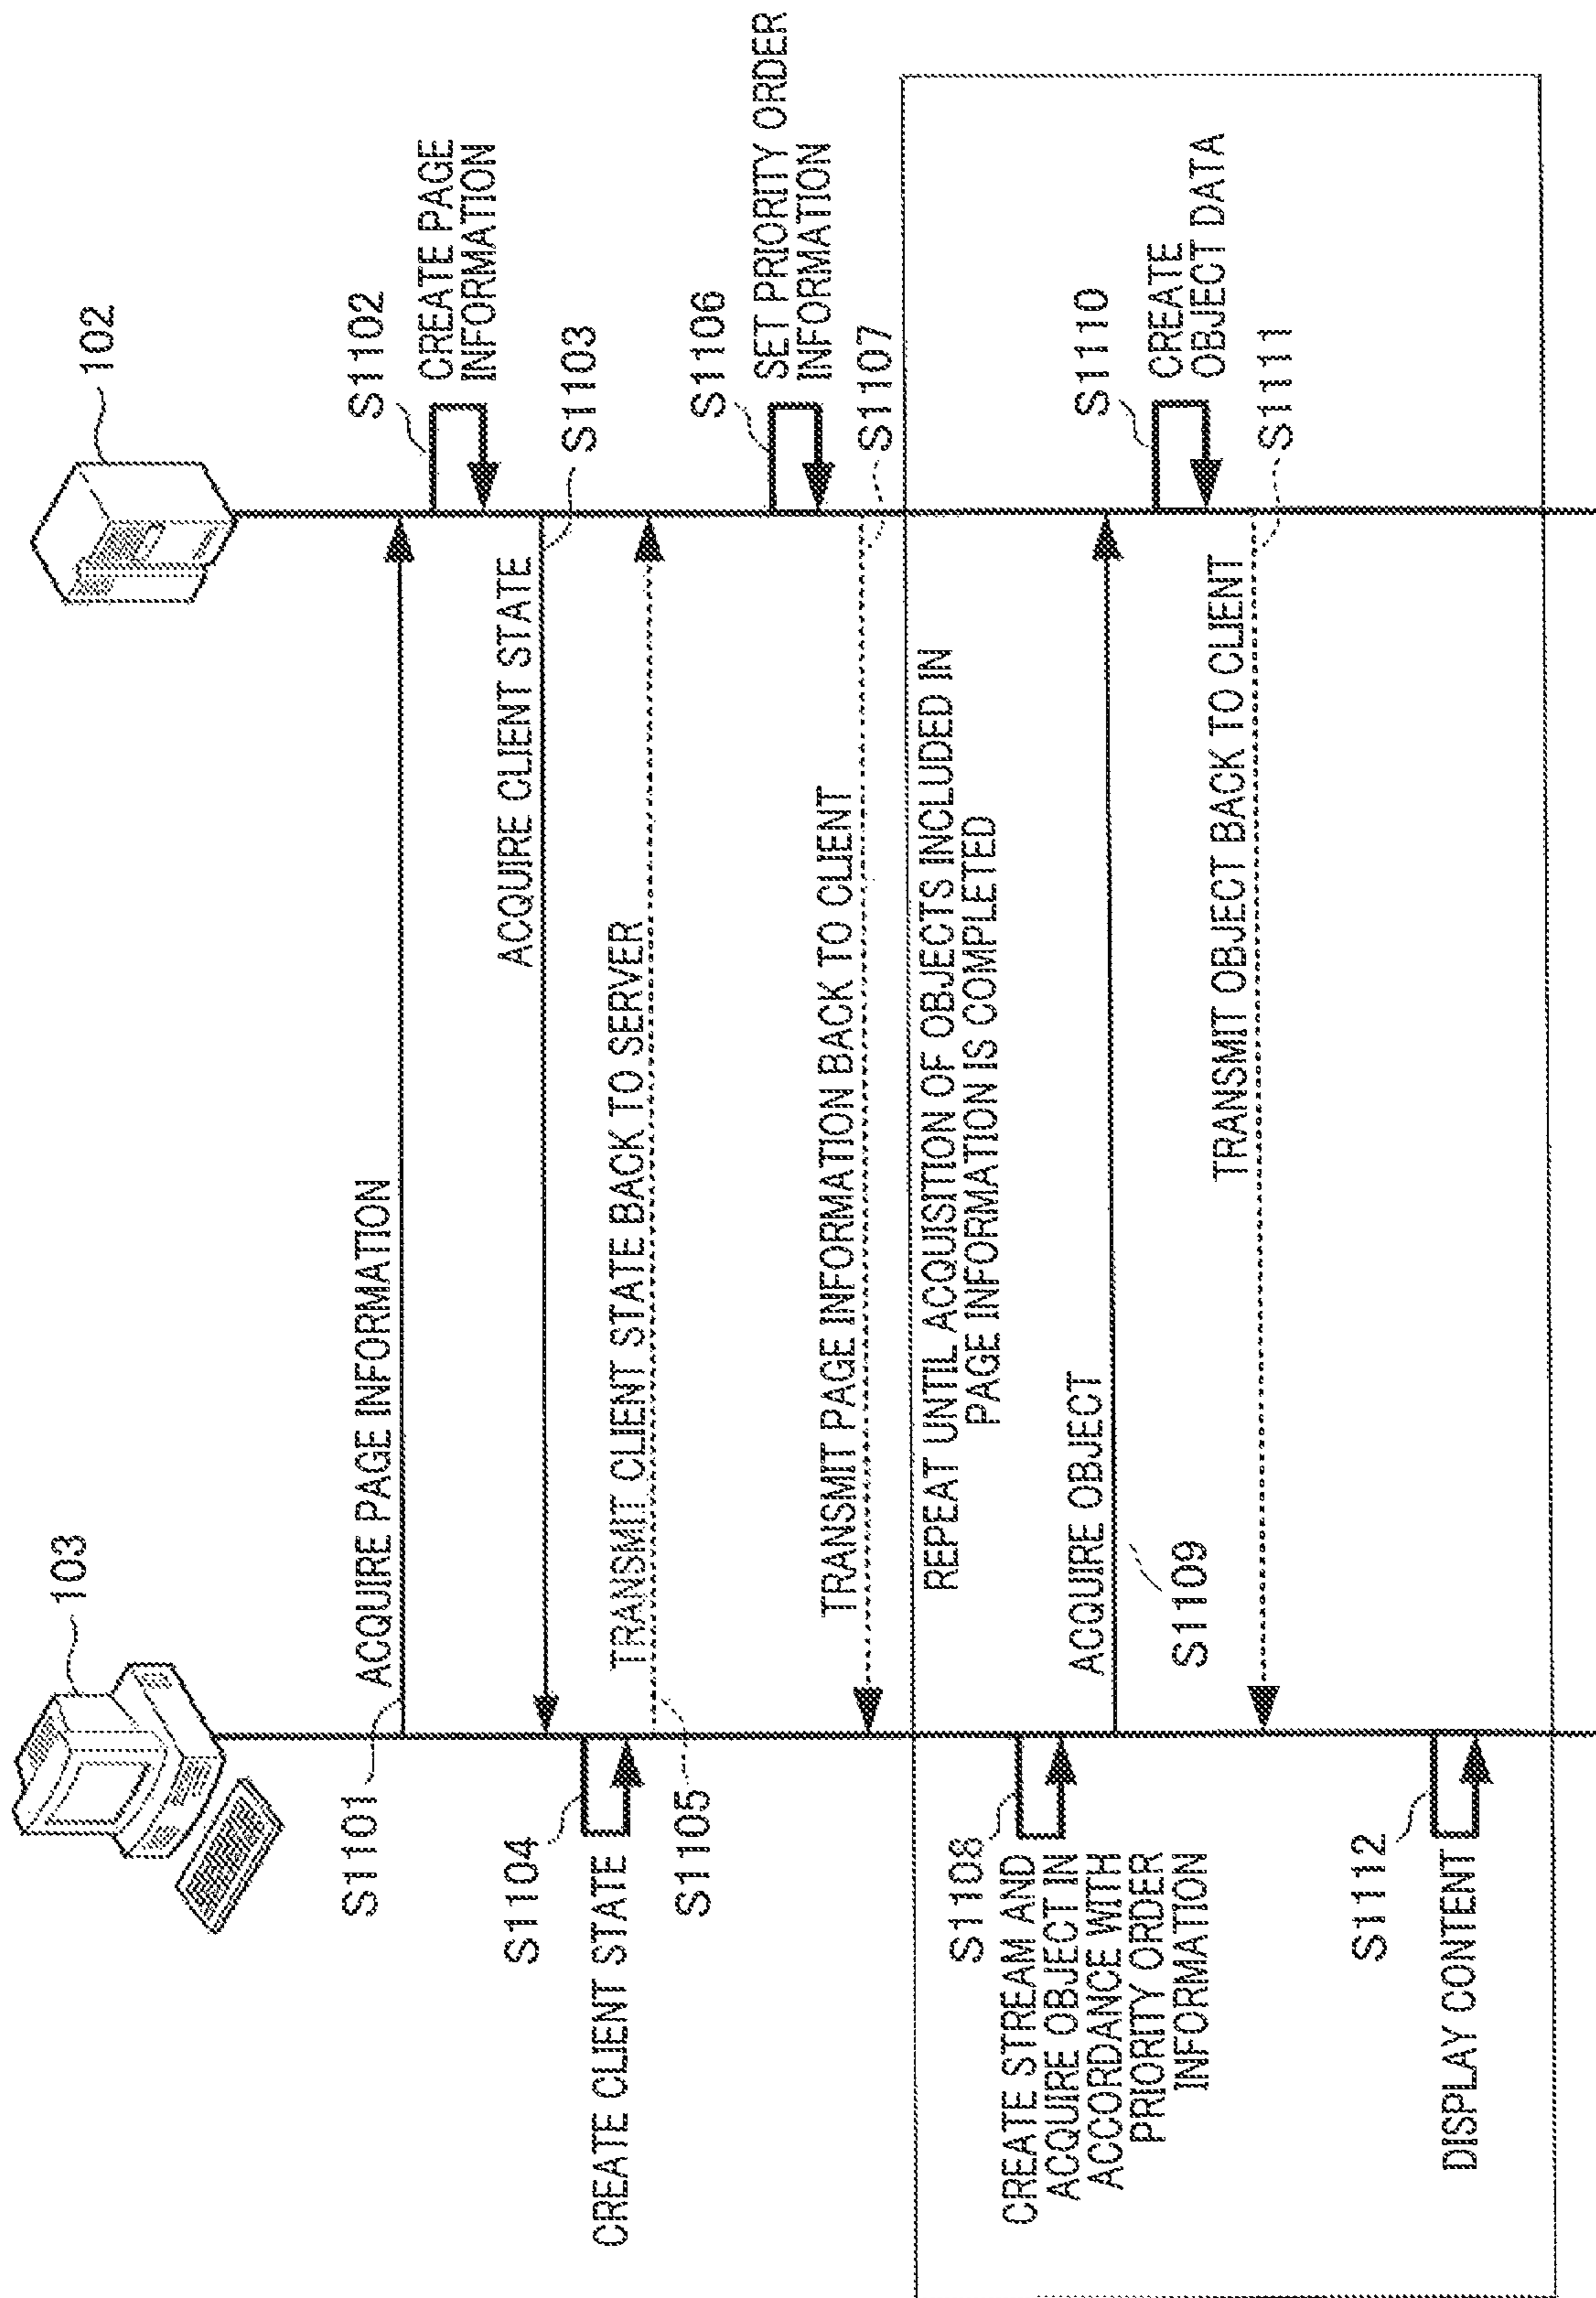 103
102
S1101
ACQUIRE PAGE INFORMATION
S1102
CREATE PAGE
INFORMATION
ACQUIRE CLIENT STATE
S1103
S1104
CREATE CLIENT STATE
TRANSMIT CLIENT STATE BACK TO SERVER
S1105
S1106
SET PRIORITY ORDER
INFORMATION
TRANSMIT PAGE INFORMATION BACK TO CLIENT
S1107
REPEAT UNTIL ACQUISITION OF OBJECTS INCLUDED IN
PAGE INFORMATION IS COMPLETED
S1108
CREATE STREAM AND
ACQUIRE OBJECT IN
ACCORDANCE WITH
PRIORITY ORDER
INFORMATION
ACQUIRE OBJECT
S1109
S1110
CREATE
OBJECT DATA
TRANSMIT OBJECT BACK TO CLIENT
S1111
S1112
DISPLAY CONTENT